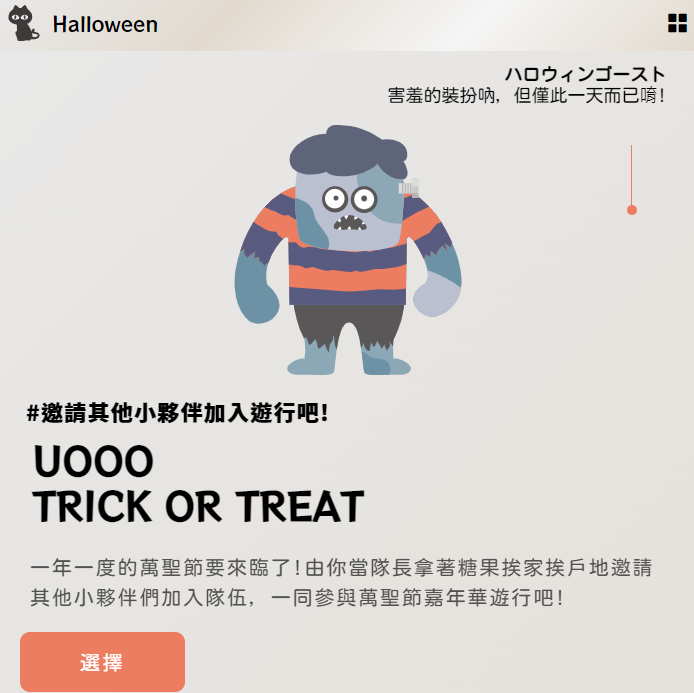 Halloween
ハロウィンゴースト
害羞的裝扮吶，但僅此一天而已唷!
#邀請其他小夥伴加入遊行吧!
UOOO
TRICK OR TREAT
一年一度的萬聖節要來臨了!由你當隊長拿著糖果挨家挨戶地邀請
其他小夥伴們加入隊伍，一同參與萬聖節嘉年華遊行吧!
選擇